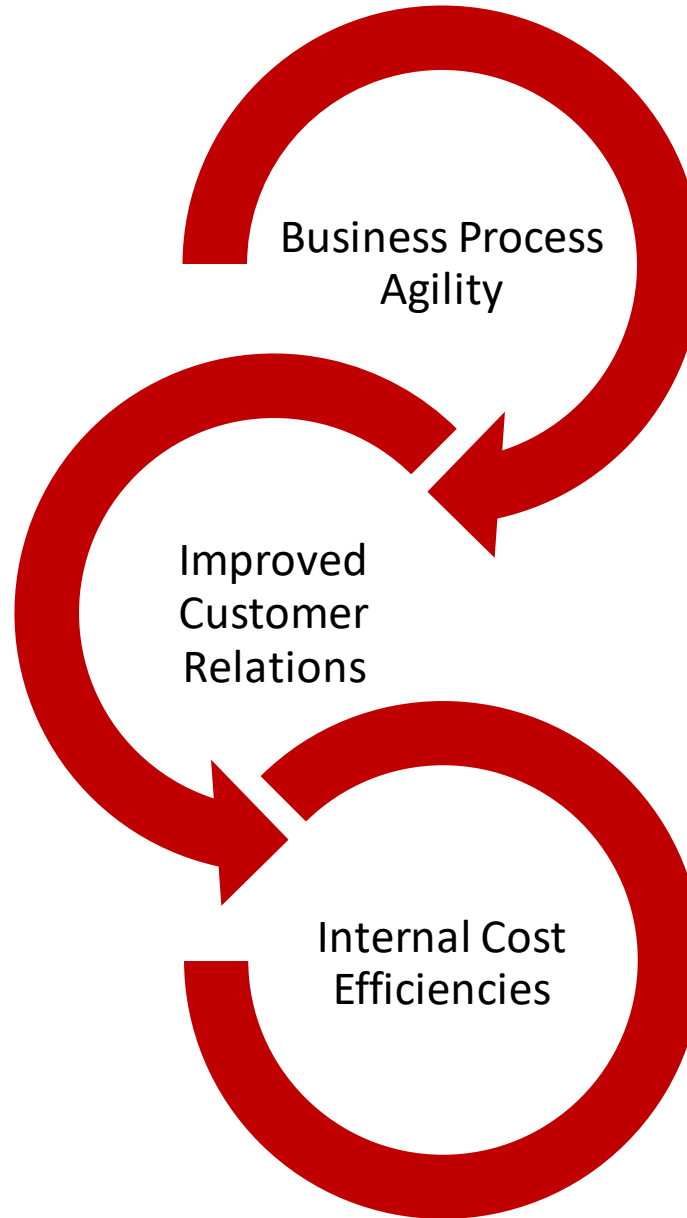 Business Process
Agility
Improved
Customer
Relations
Internal Cost
Efficiencies